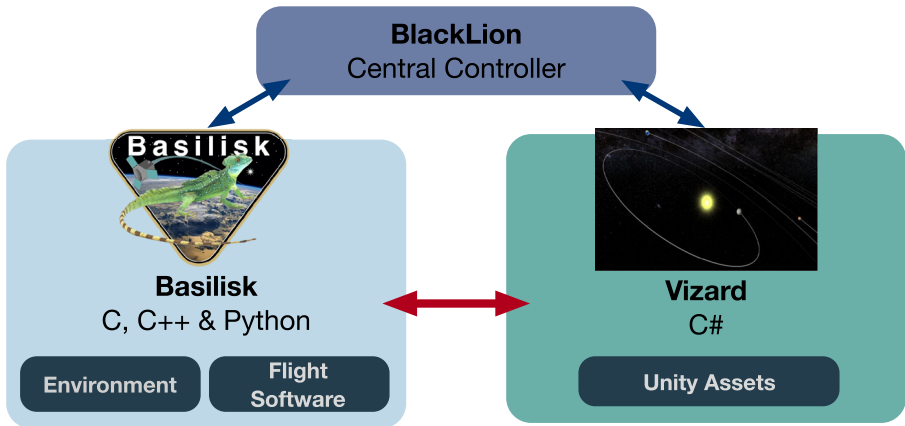 BlackLion
Central Controller
Basilisk
Basilisk
C, C++ & Python
Environment
Flight
Software
Vizard
C#
Unity Assets